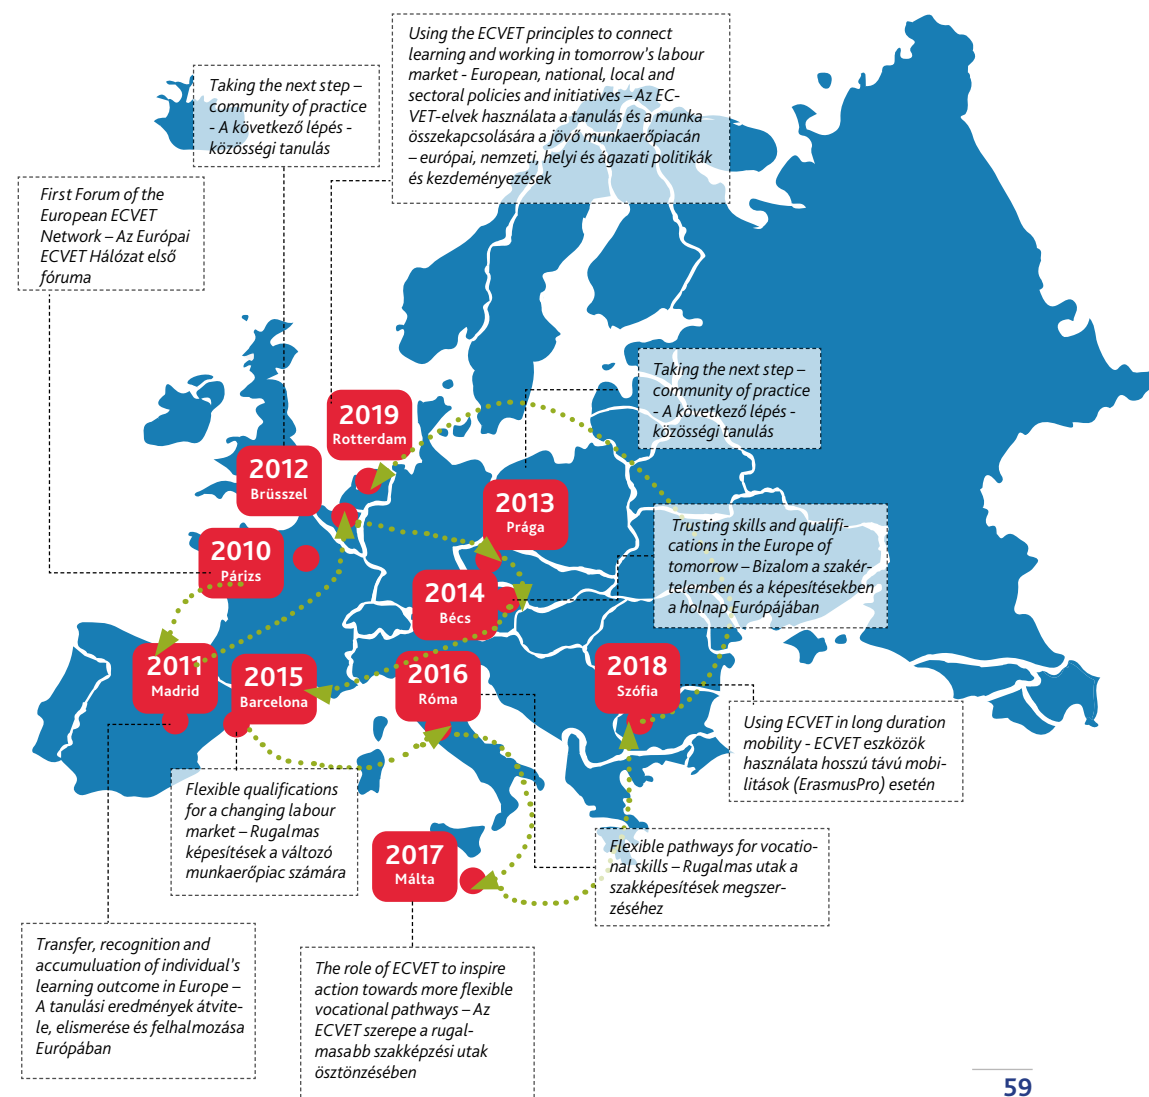 Using the ECVET principles to connect
learning and working in tomorrow's labour
market - European, national, local and
sectoral policies and initiatives – Az EC-
VET-elvek használata a tanulás és a munka
összekapcsolására a jövő munkaerőpiacán
– európai, nemzeti, helyi és ágazati politikák
és kezdeményezések
Taking the next step –
community of practice
- A következő lépés -
közösségi tanulás
First Forum of the
European ECVET
Network – Az Európai
ECVET Hálózat első
fóruma
Taking the next step –
community of practice
- A következő lépés -
közösségi tanulás
2019
Rotterdam
2012
Brüsszel
2013
Prága
2010
Párizs
Trusting skills and qualifi-
cations in the Europe of
tomorrow – Bizalom a szakér-
telemben és a képesítésekben
a holnap Európájában
2014
Bécs
2011
Madrid
2015
Barcelona
2016
Róma
2018
Szófia
Using ECVET in long duration
mobility - ECVET eszközök
használata hosszú távú mobi-
litások (ErasmusPro) esetén
Flexible qualifications
for a changing labour
market – Rugalmas
képesítések a változó
munkaerőpiac számára
2017
Málta
Flexible pathways for vocatio-
nal skills – Rugalmas utak a
szakképesítések megszer-
zéséhez
Transfer, recognition and
accumuluation of individual's
learning outcome in Europe –
A tanulási eredmények átvite-
le, elismerése és felhalmozása
Európában
The role of ECVET to inspire
action towards more flexible
vocational pathways – Az
ECVET szerepe a rugal-
masabb szakképzési utak
ösztönzésében
59